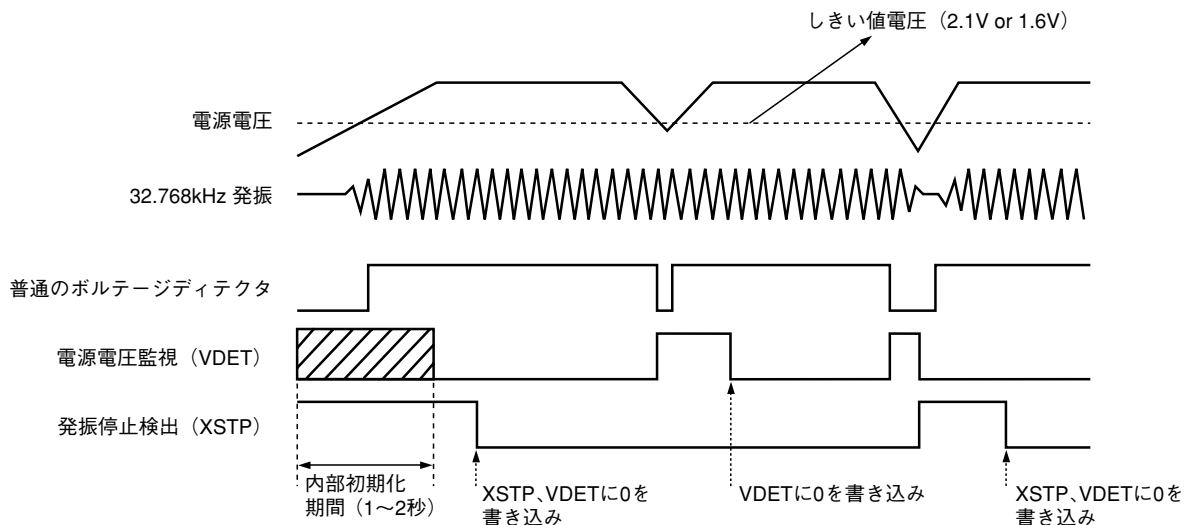 しきい値電圧（2.1V or 1.6V）
電源電圧
32.768kHz 発振
普通のボルテージディテクタ
電源電圧監視（VDET）
発振停止検出（XSTP）
内部初期化
期間（1～2秒）
XSTP、VDETに0を
書き込み
VDETに0を書き込み
XSTP、VDETに0を
書き込み